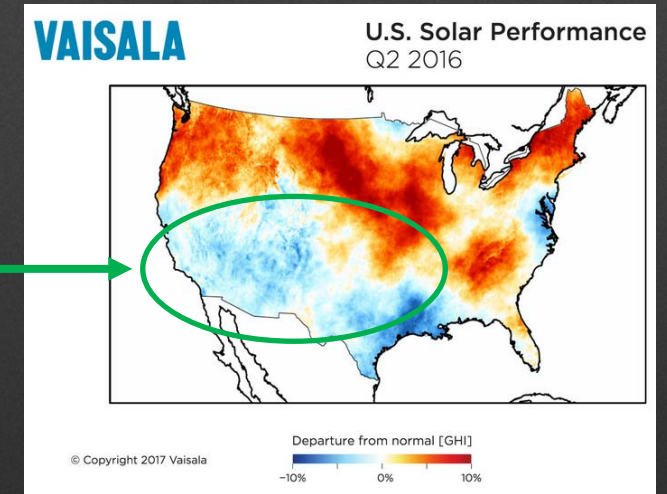 VAISALA
U.S. Solar Performance
Q2 2016
Departure from normal [GHI]
-10%
0%
10%
© Copyright 2017 Vaisala